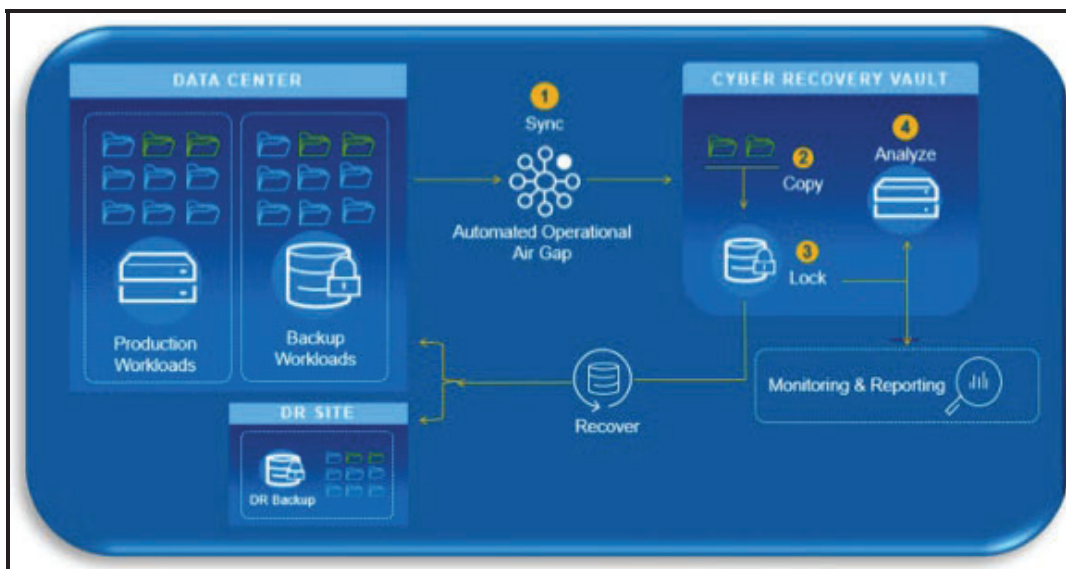 DATA CENTER
Production
Workloads
Backup
Workloads
1
Sync
Automated Operational
Air Gap
CYBER RECOVERY VAULT
2
Copy
3
Lock
4
Analyze
Monitoring & Reporting
Recover
DR SITE
DR Backup